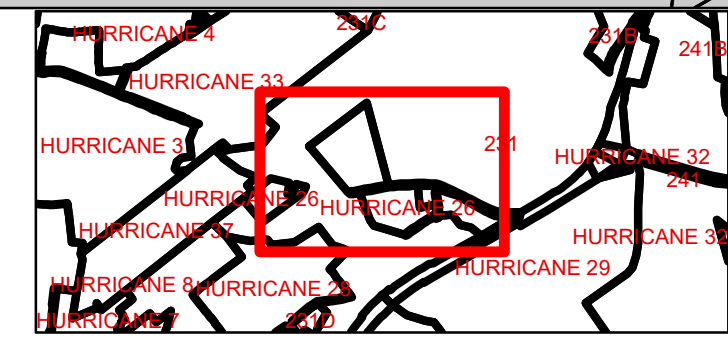 HURRICANE 4
231C
231B
241B
HURRICANE 33
HURRICANE 3
231
HURRICANE 32
241
HURRICANE 26
HURRICANE 26
HURRICANE 37
HURRICANE 32
HURRICANE 29
HURRICANE 8
HURRICANE 28
HURRICANE 7
231D